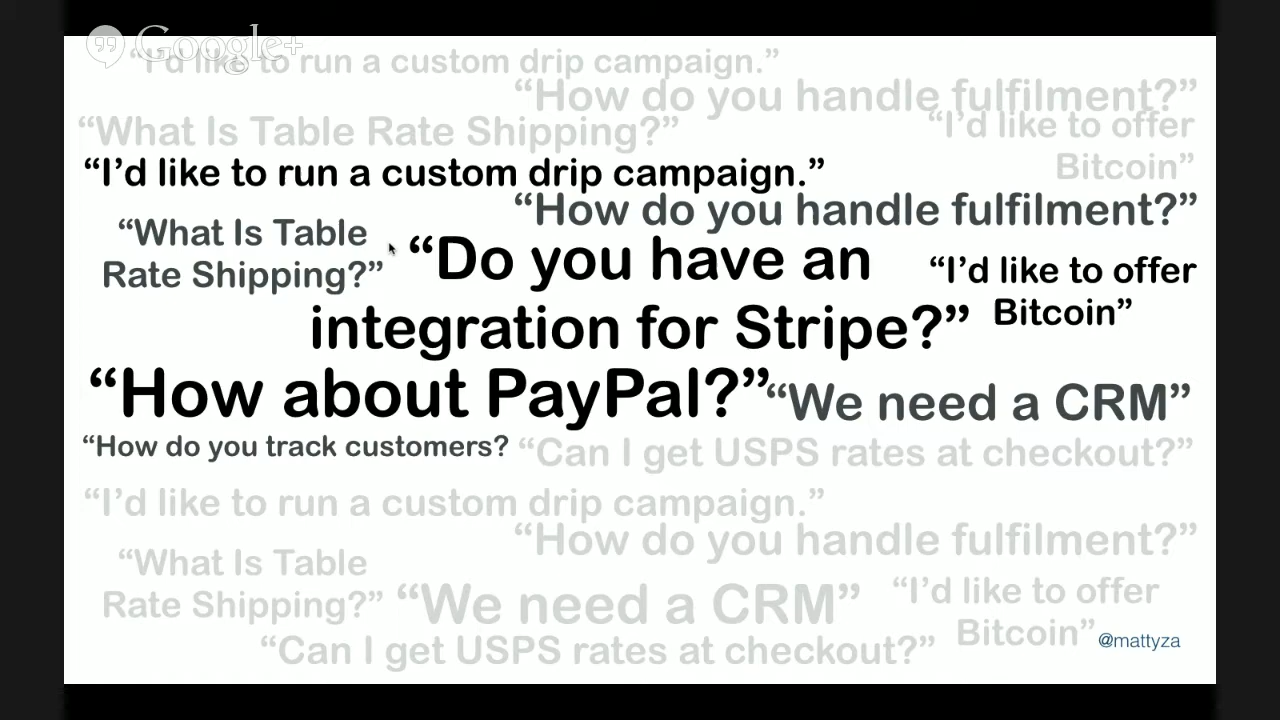 Google+
“I’d like to run a custom drip campaign.”
“How do you handle fulfilment?”
“What Is Table Rate Shipping?”
“I’d like to offer
Bitcoin”
“I’d like to run a custom drip campaign.”
“How do you handle fulfilment?”
“What Is Table
Rate Shipping?”
“Do you have an
integration for Stripe?”
“I’d like to offer
Bitcoin”
“How about PayPal?”
“We need a CRM”
“How do you track customers?
“Can I get USPS rates at checkout?”
“I’d like to run a custom drip campaign.”
“How do you handle fulfilment?”
“What Is Table
Rate Shipping?”
“We need a CRM”
“I’d like to offer
Bitcoin”
“Can I get USPS rates at checkout?”
@mattyza